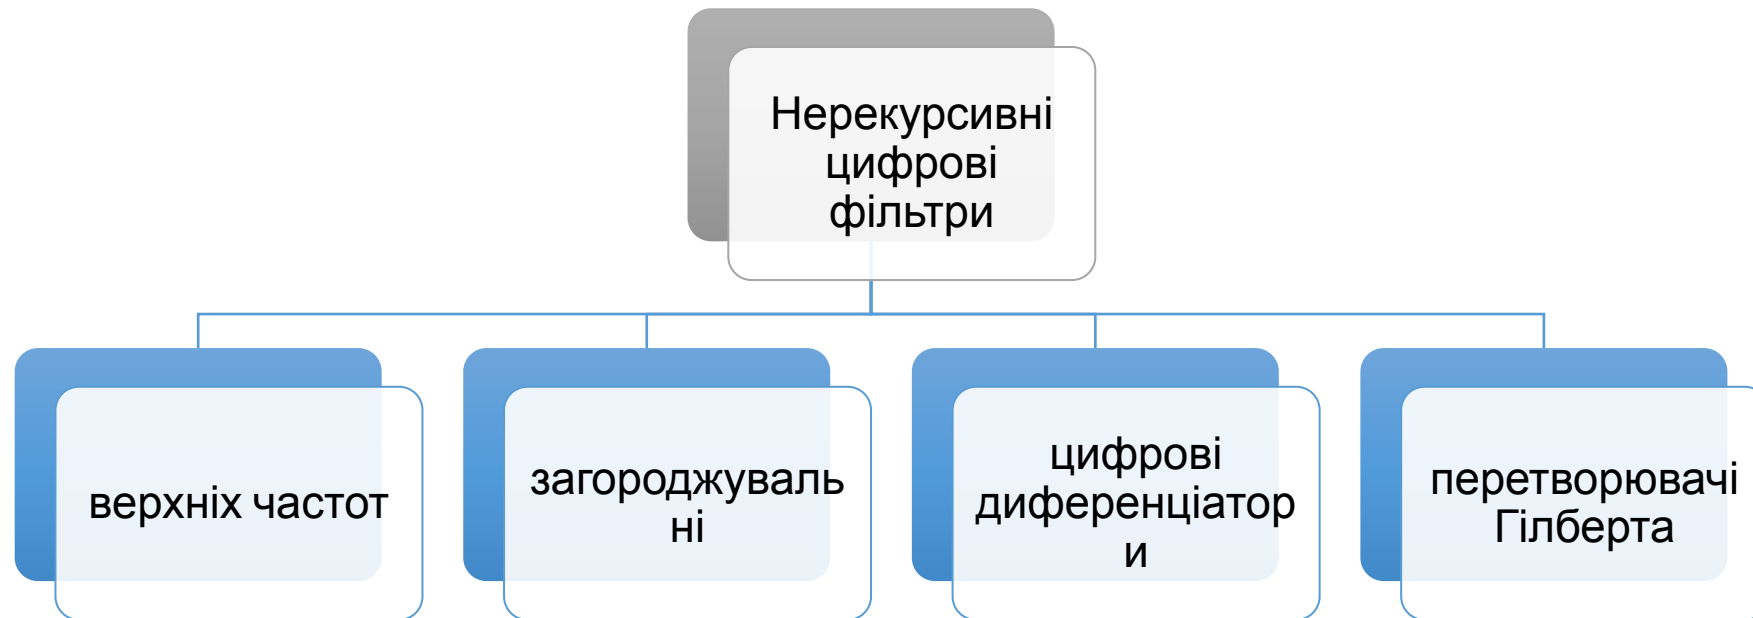 Нерекурсивні
цифрові
фільтри
верхніх частот
загороджуваль
ні
цифрові
диференціатор
и
перетворювачі
Гілберта